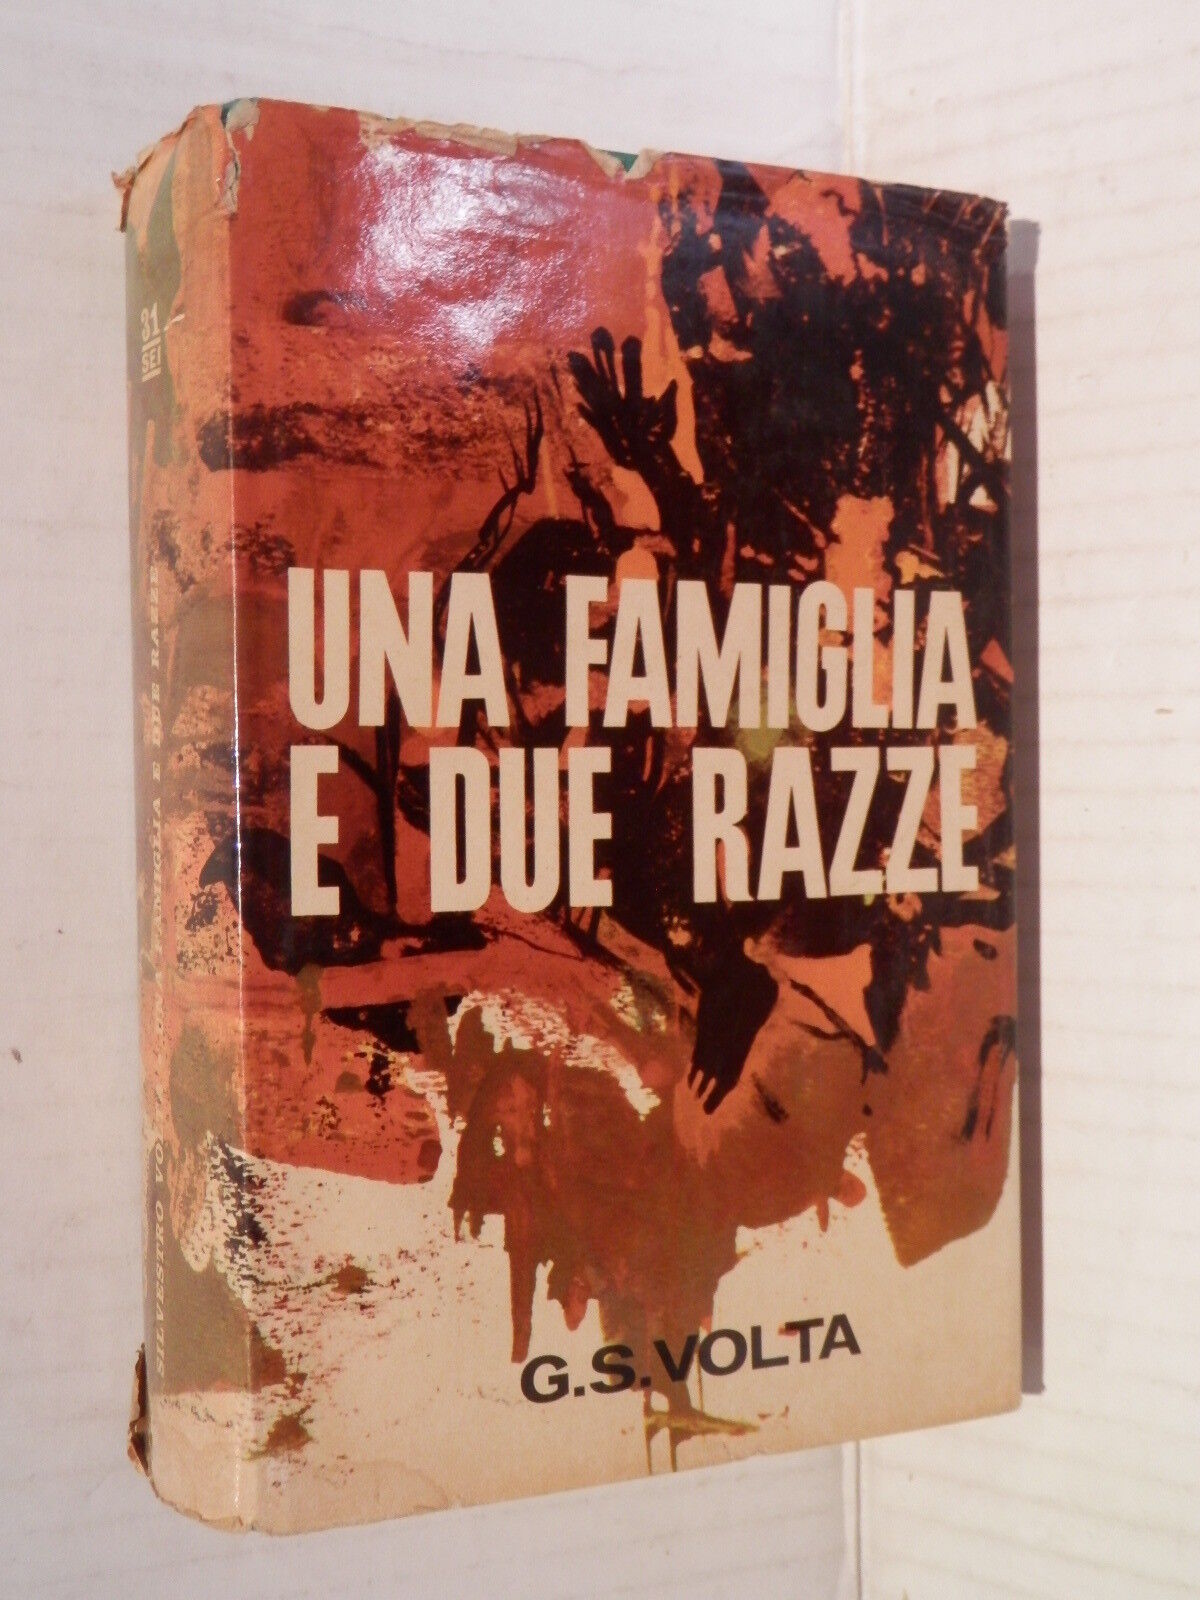 UNA FAMIGLIA
E DUE RAZZE
G.S. VOLTA
31
SEI
SILVESTRO VOLTA UNA FAMIGLIA E DUE RAZZE